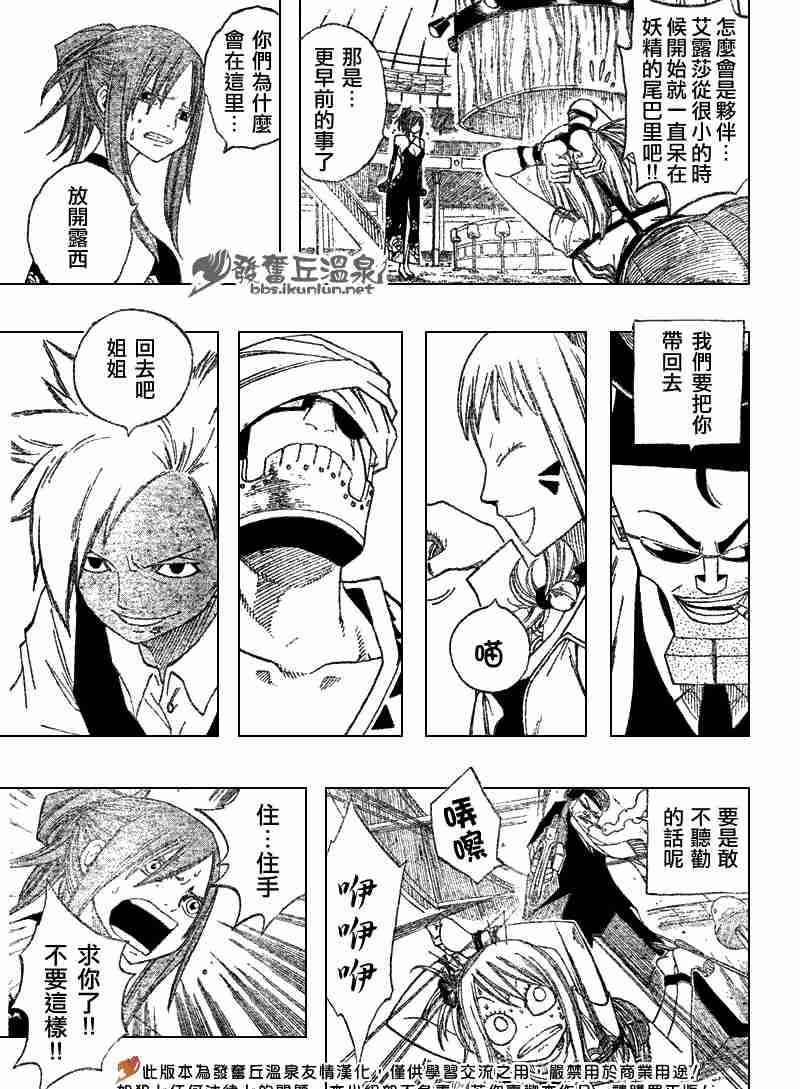 怎麼會是夥伴…
艾露莎從很小的時
候開始就一直呆在
妖精的尾巴里吧!!
那是…
更早前的事了
你們為什麼
會在這里…
放開露西
發奮丘溫泉
bbs.ikunlun.net
我們要把你
帶回去
喵
回去吧
姐姐
要是敢
不聽勸
的話呢
弄嚓
咿咿咿
住…住手
求你了!!
不要這樣!!
此版本為發奮丘溫泉友情漢化，僅供學習交流之用，嚴禁用於商業用途！